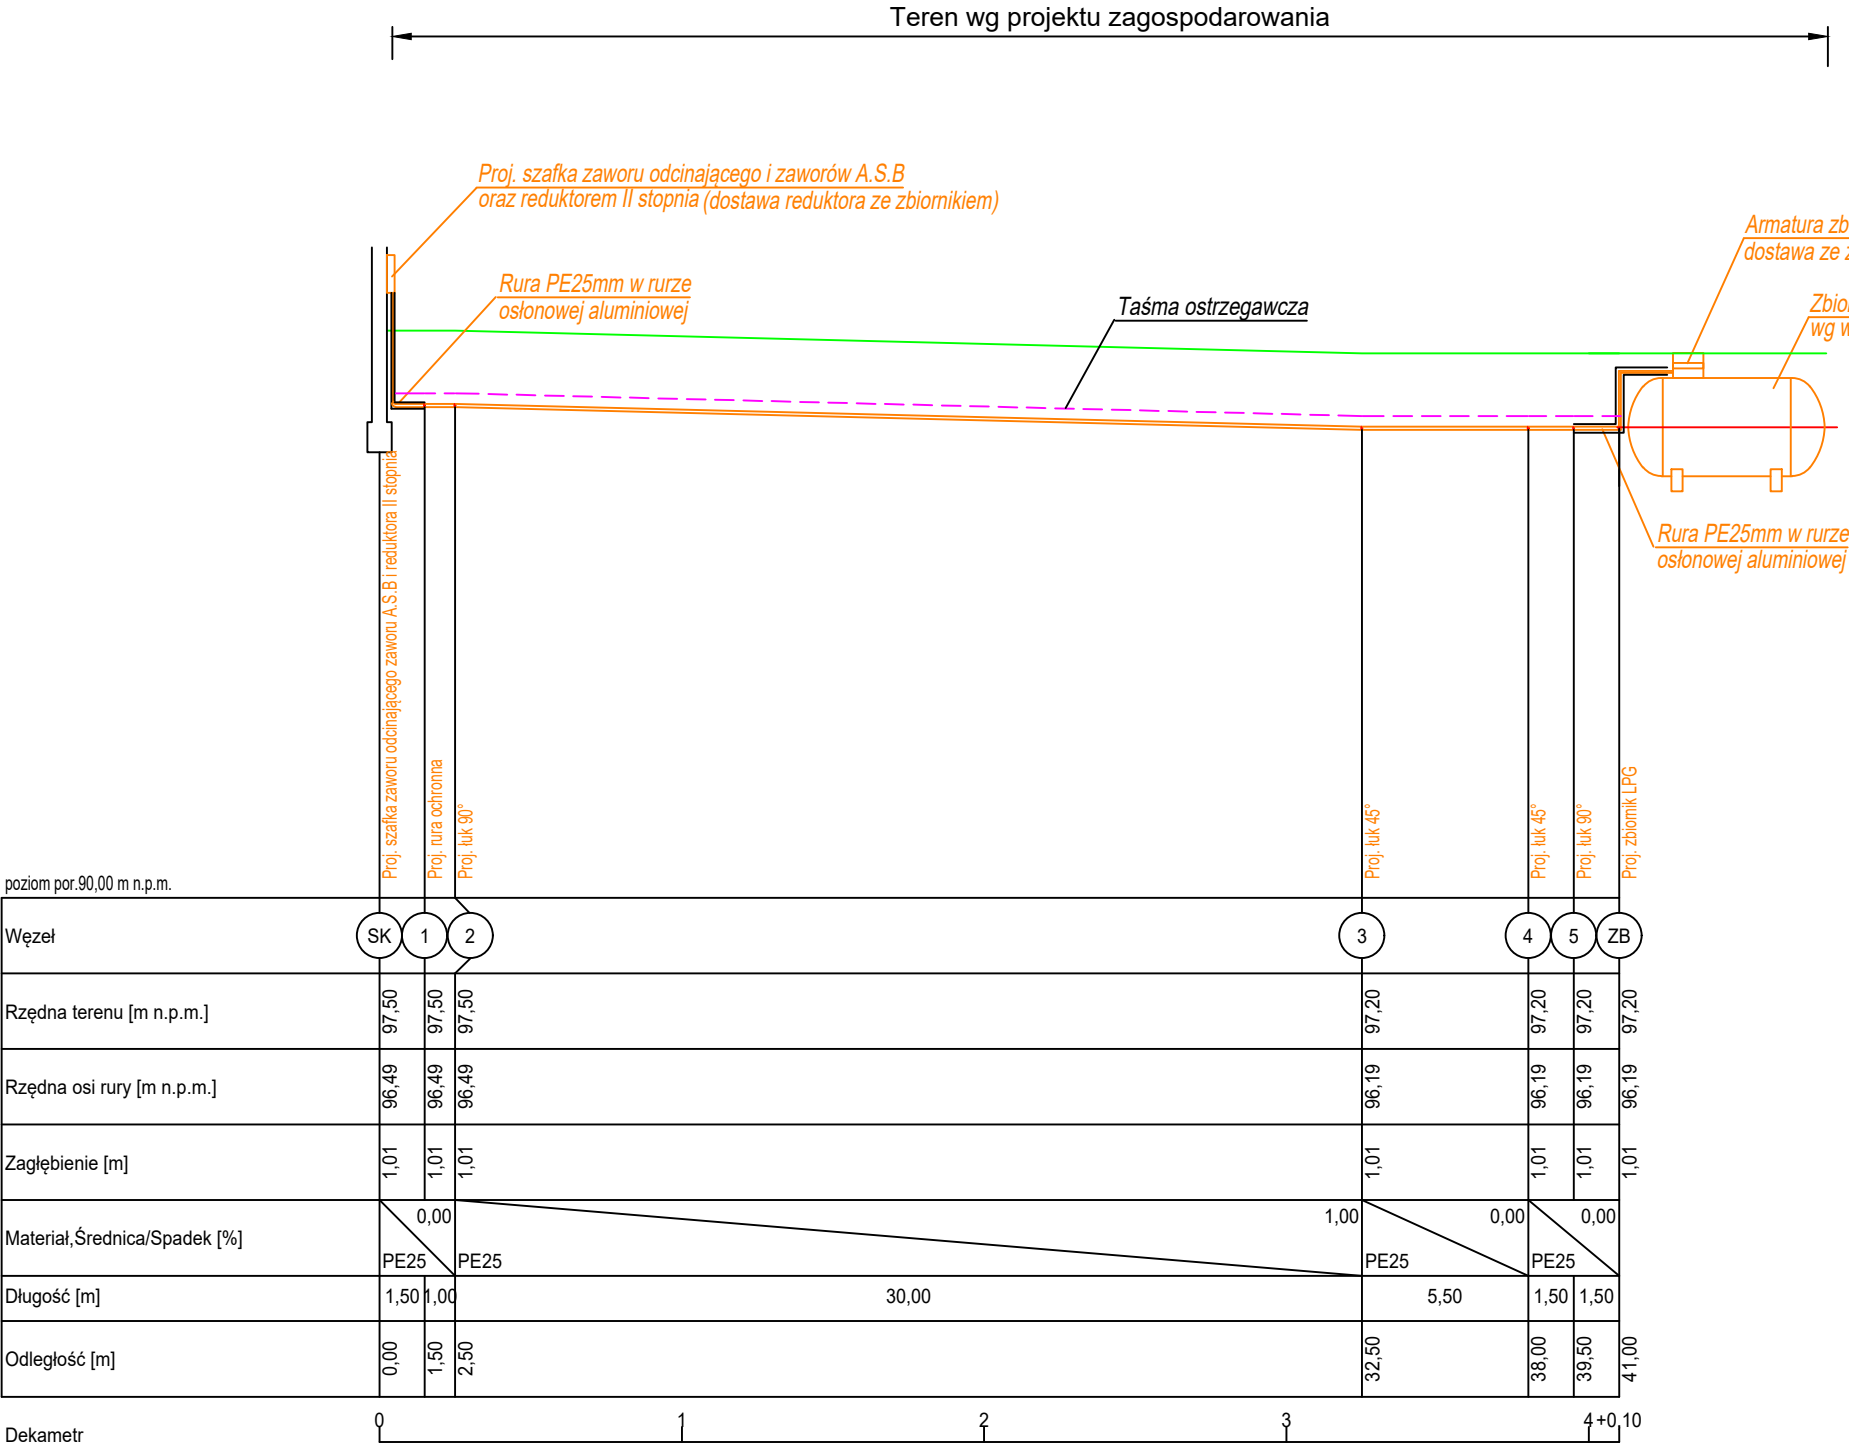 Teren wg projektu zagospodarowania
Proj. szafka zaworu odcinającego i zaworów A.S.B
oraz reduktorem II stopnia (dostawa reduktora ze zbiornikiem)
Armatura zb
dostawa ze z
Rura PE25mm w rurze
osłonowej aluminiowej
Taśma ostrzegawcza
Zbior
wg w
Rura PE25mm w rurze
osłonowej aluminiowej
Proj. szafka zaworu odcinającego zaworu A.S.B i reduktora II stopnia
Proj. rura ochronna
Proj. łuk 90°
Proj. łuk 45°
Proj. łuk 45°
Proj. łuk 90°
Proj. zbiornik LPG
poziom por.90,00 m n.p.m.
Węzeł SK 1 2 3 4 5 ZB
Rzędna terenu [m n.p.m.] 97,50 97,50 97,50 97,20 97,20 97,20 97,20
Rzędna osi rury [m n.p.m.] 96,49 96,49 96,49 96,19 96,19 96,19 96,19
Zagłębienie [m] 1,01 1,01 1,01 1,01 1,01 1,01 1,01
0,00 1,00 0,00 0,00
Materiał,Średnica/Spadek [%]
PE25 PE25 PE25 PE25
Długość [m] 1,50 1,00 30,00 5,50 1,50 1,50
Odległość [m] 0,00 1,50 2,50 32,50 38,00 39,50 41,00
Dekametr 0 1 2 3 4 +0,10